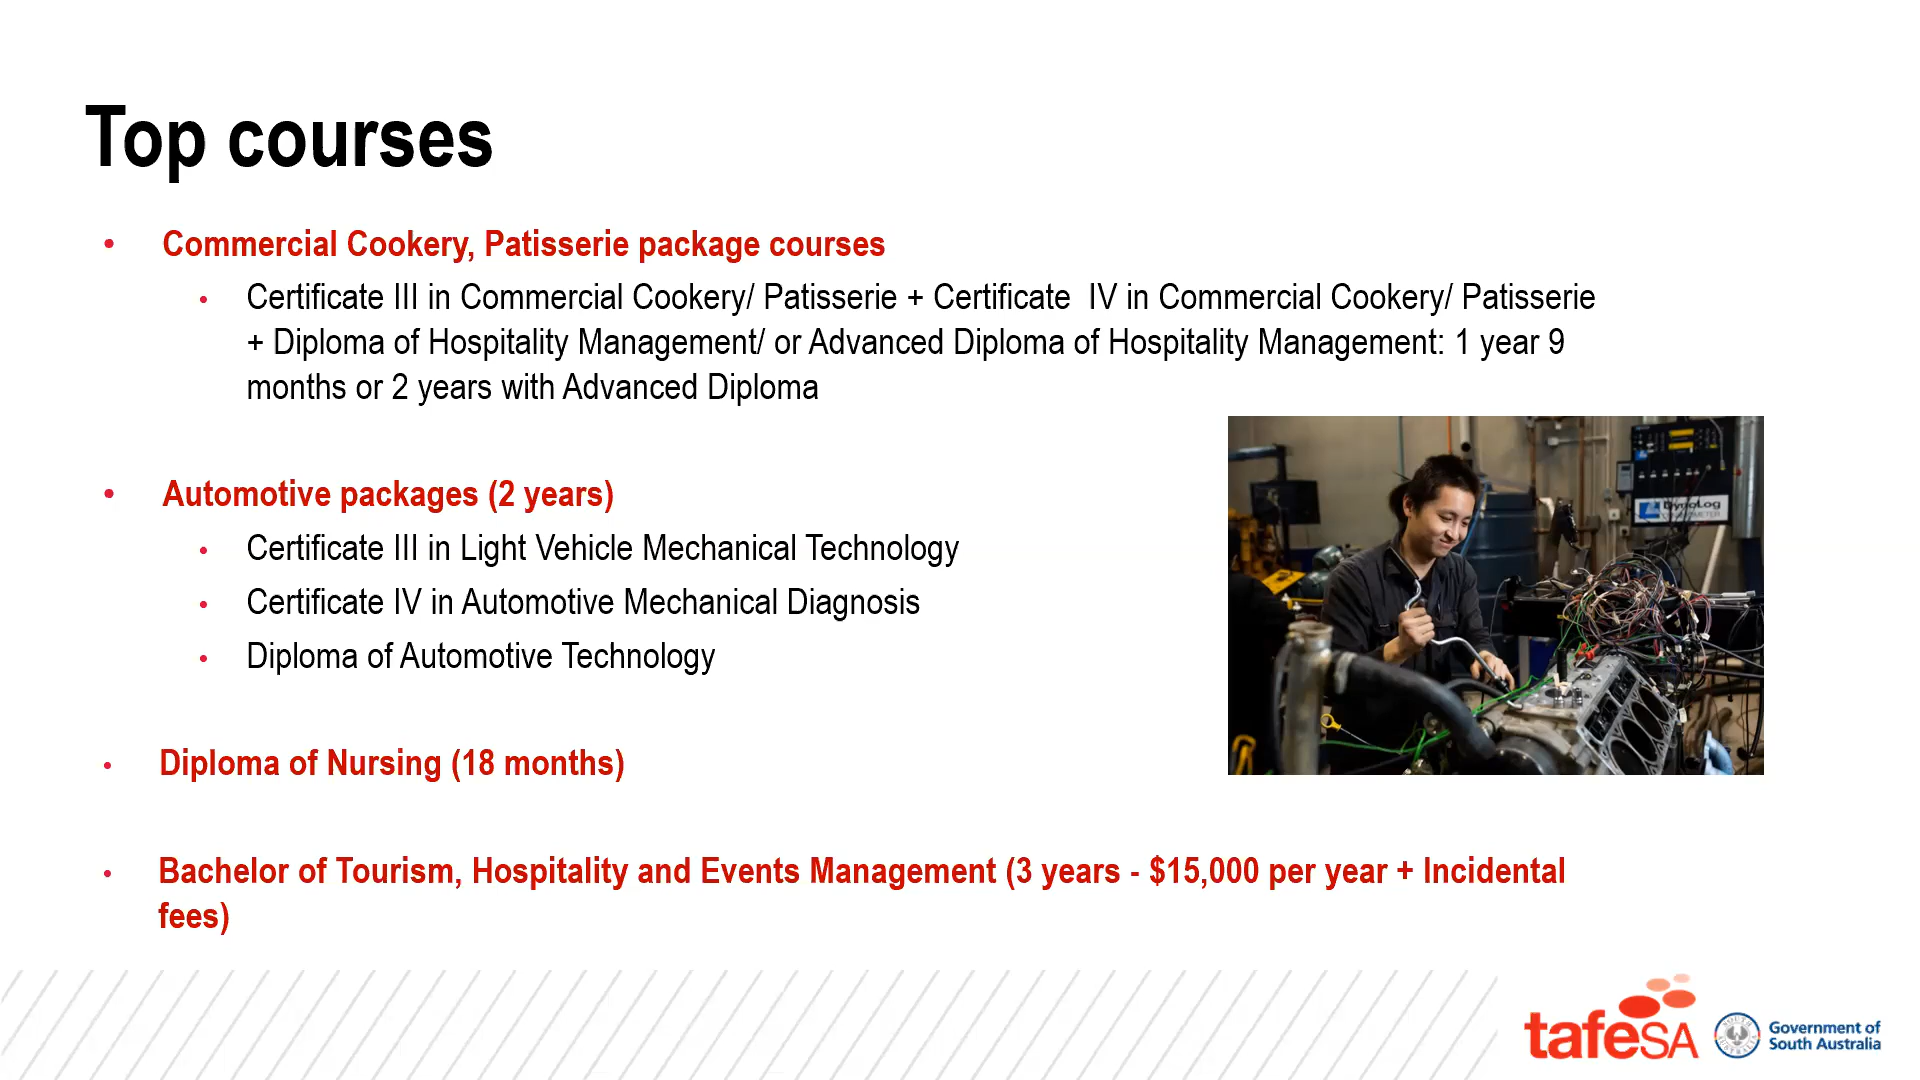 Top courses
• Commercial Cookery, Patisserie package courses
• Certificate III in Commercial Cookery/ Patisserie + Certificate  IV in Commercial Cookery/ Patisserie
+ Diploma of Hospitality Management/ or Advanced Diploma of Hospitality Management: 1 year 9
months or 2 years with Advanced Diploma
• Automotive packages (2 years)
• Certificate III in Light Vehicle Mechanical Technology
• Certificate IV in Automotive Mechanical Diagnosis
• Diploma of Automotive Technology
DynoLog
DYNAMOMETER
• Diploma of Nursing (18 months)
• Bachelor of Tourism, Hospitality and Events Management (3 years - $15,000 per year + Incidental
fees)
tafeSA
SOUTH AUSTRALIA
Government of
South Australia